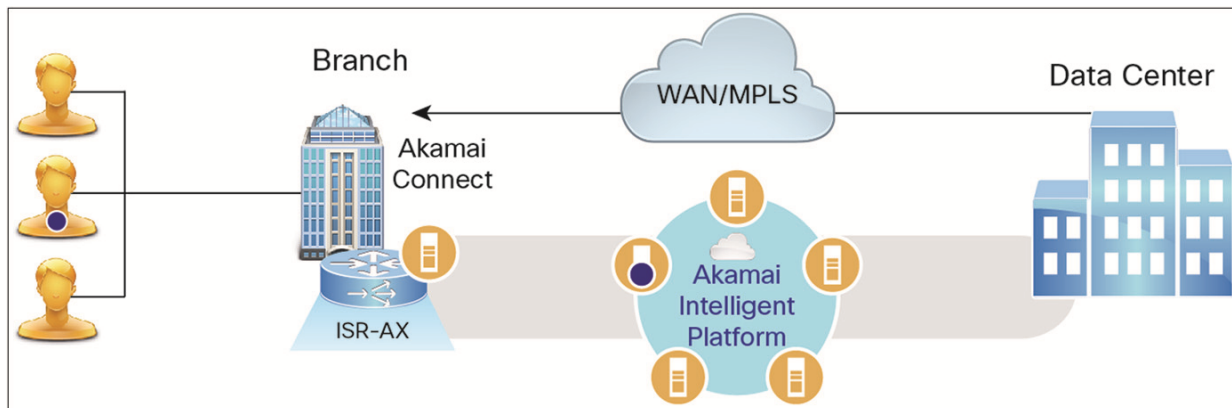 Branch
WAN/MPLS
Data Center
Akamai
Connect
Akamai
Intelligent
Platform
ISR-AX